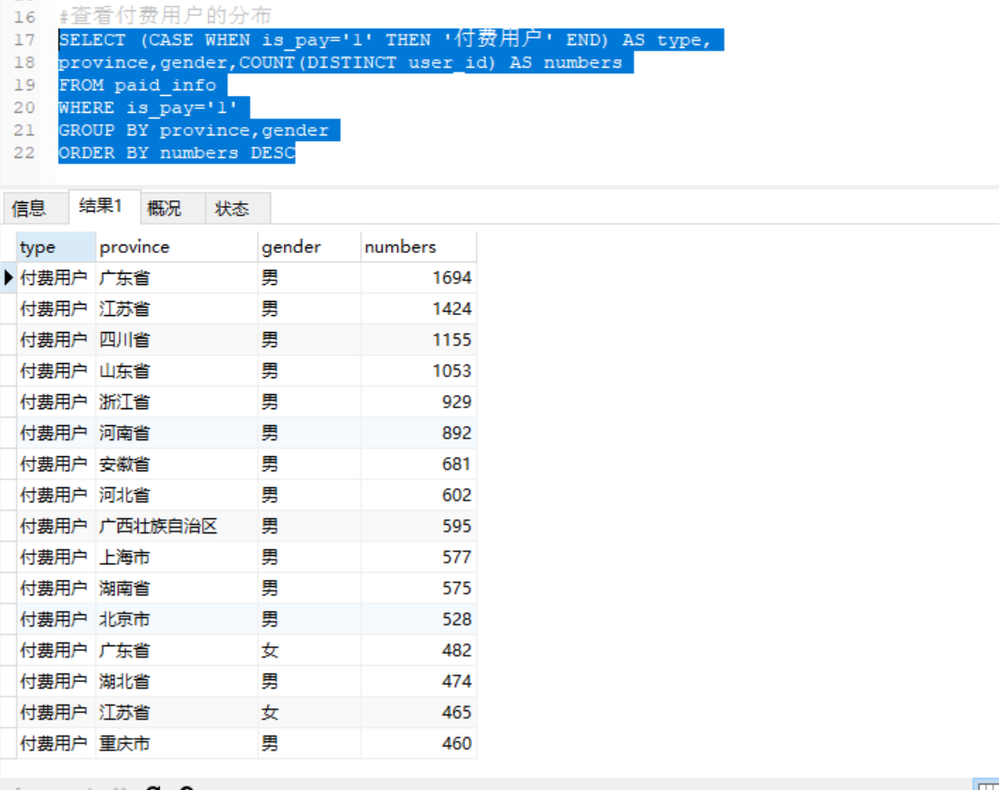 16 #查看付费用户的分布
17 SELECT (CASE WHEN is_pay='1' THEN '付费用户' END) AS type,
18 province,gender,COUNT(DISTINCT user_id) AS numbers
19 FROM paid_info
20 WHERE is_pay='1'
21 GROUP BY province,gender
22 ORDER BY numbers DESC
信息 结果1 概况 状态
type province gender numbers
付费用户 广东省 男 1694
付费用户 江苏省 男 1424
付费用户 四川省 男 1155
付费用户 山东省 男 1053
付费用户 浙江省 男 929
付费用户 河南省 男 892
付费用户 安徽省 男 681
付费用户 河北省 男 602
付费用户 广西壮族自治区 男 595
付费用户 上海市 男 577
付费用户 湖南省 男 575
付费用户 北京市 男 528
付费用户 广东省 女 482
付费用户 湖北省 男 474
付费用户 江苏省 女 465
付费用户 重庆市 男 460